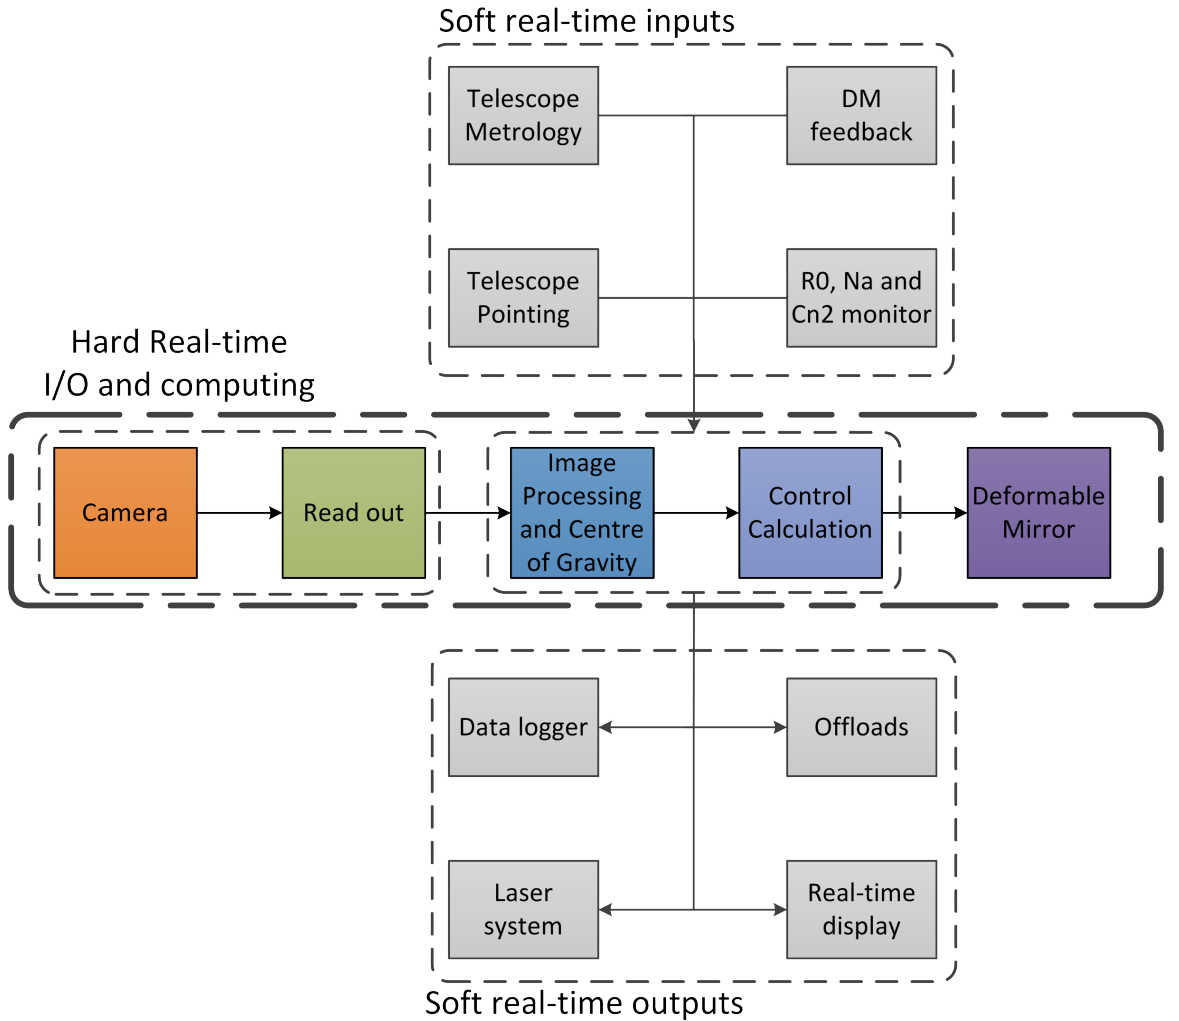 Soft real-time inputs
Telescope
Metrology
DM
feedback
Telescope
Pointing
R0, Na and
Cn2 monitor
Hard Real-time
I/O and computing
Camera
Read out
Image
Processing
and Centre
of Gravity
Control
Calculation
Deformable
Mirror
Data logger
Offloads
Laser
system
Real-time
display
Soft real-time outputs